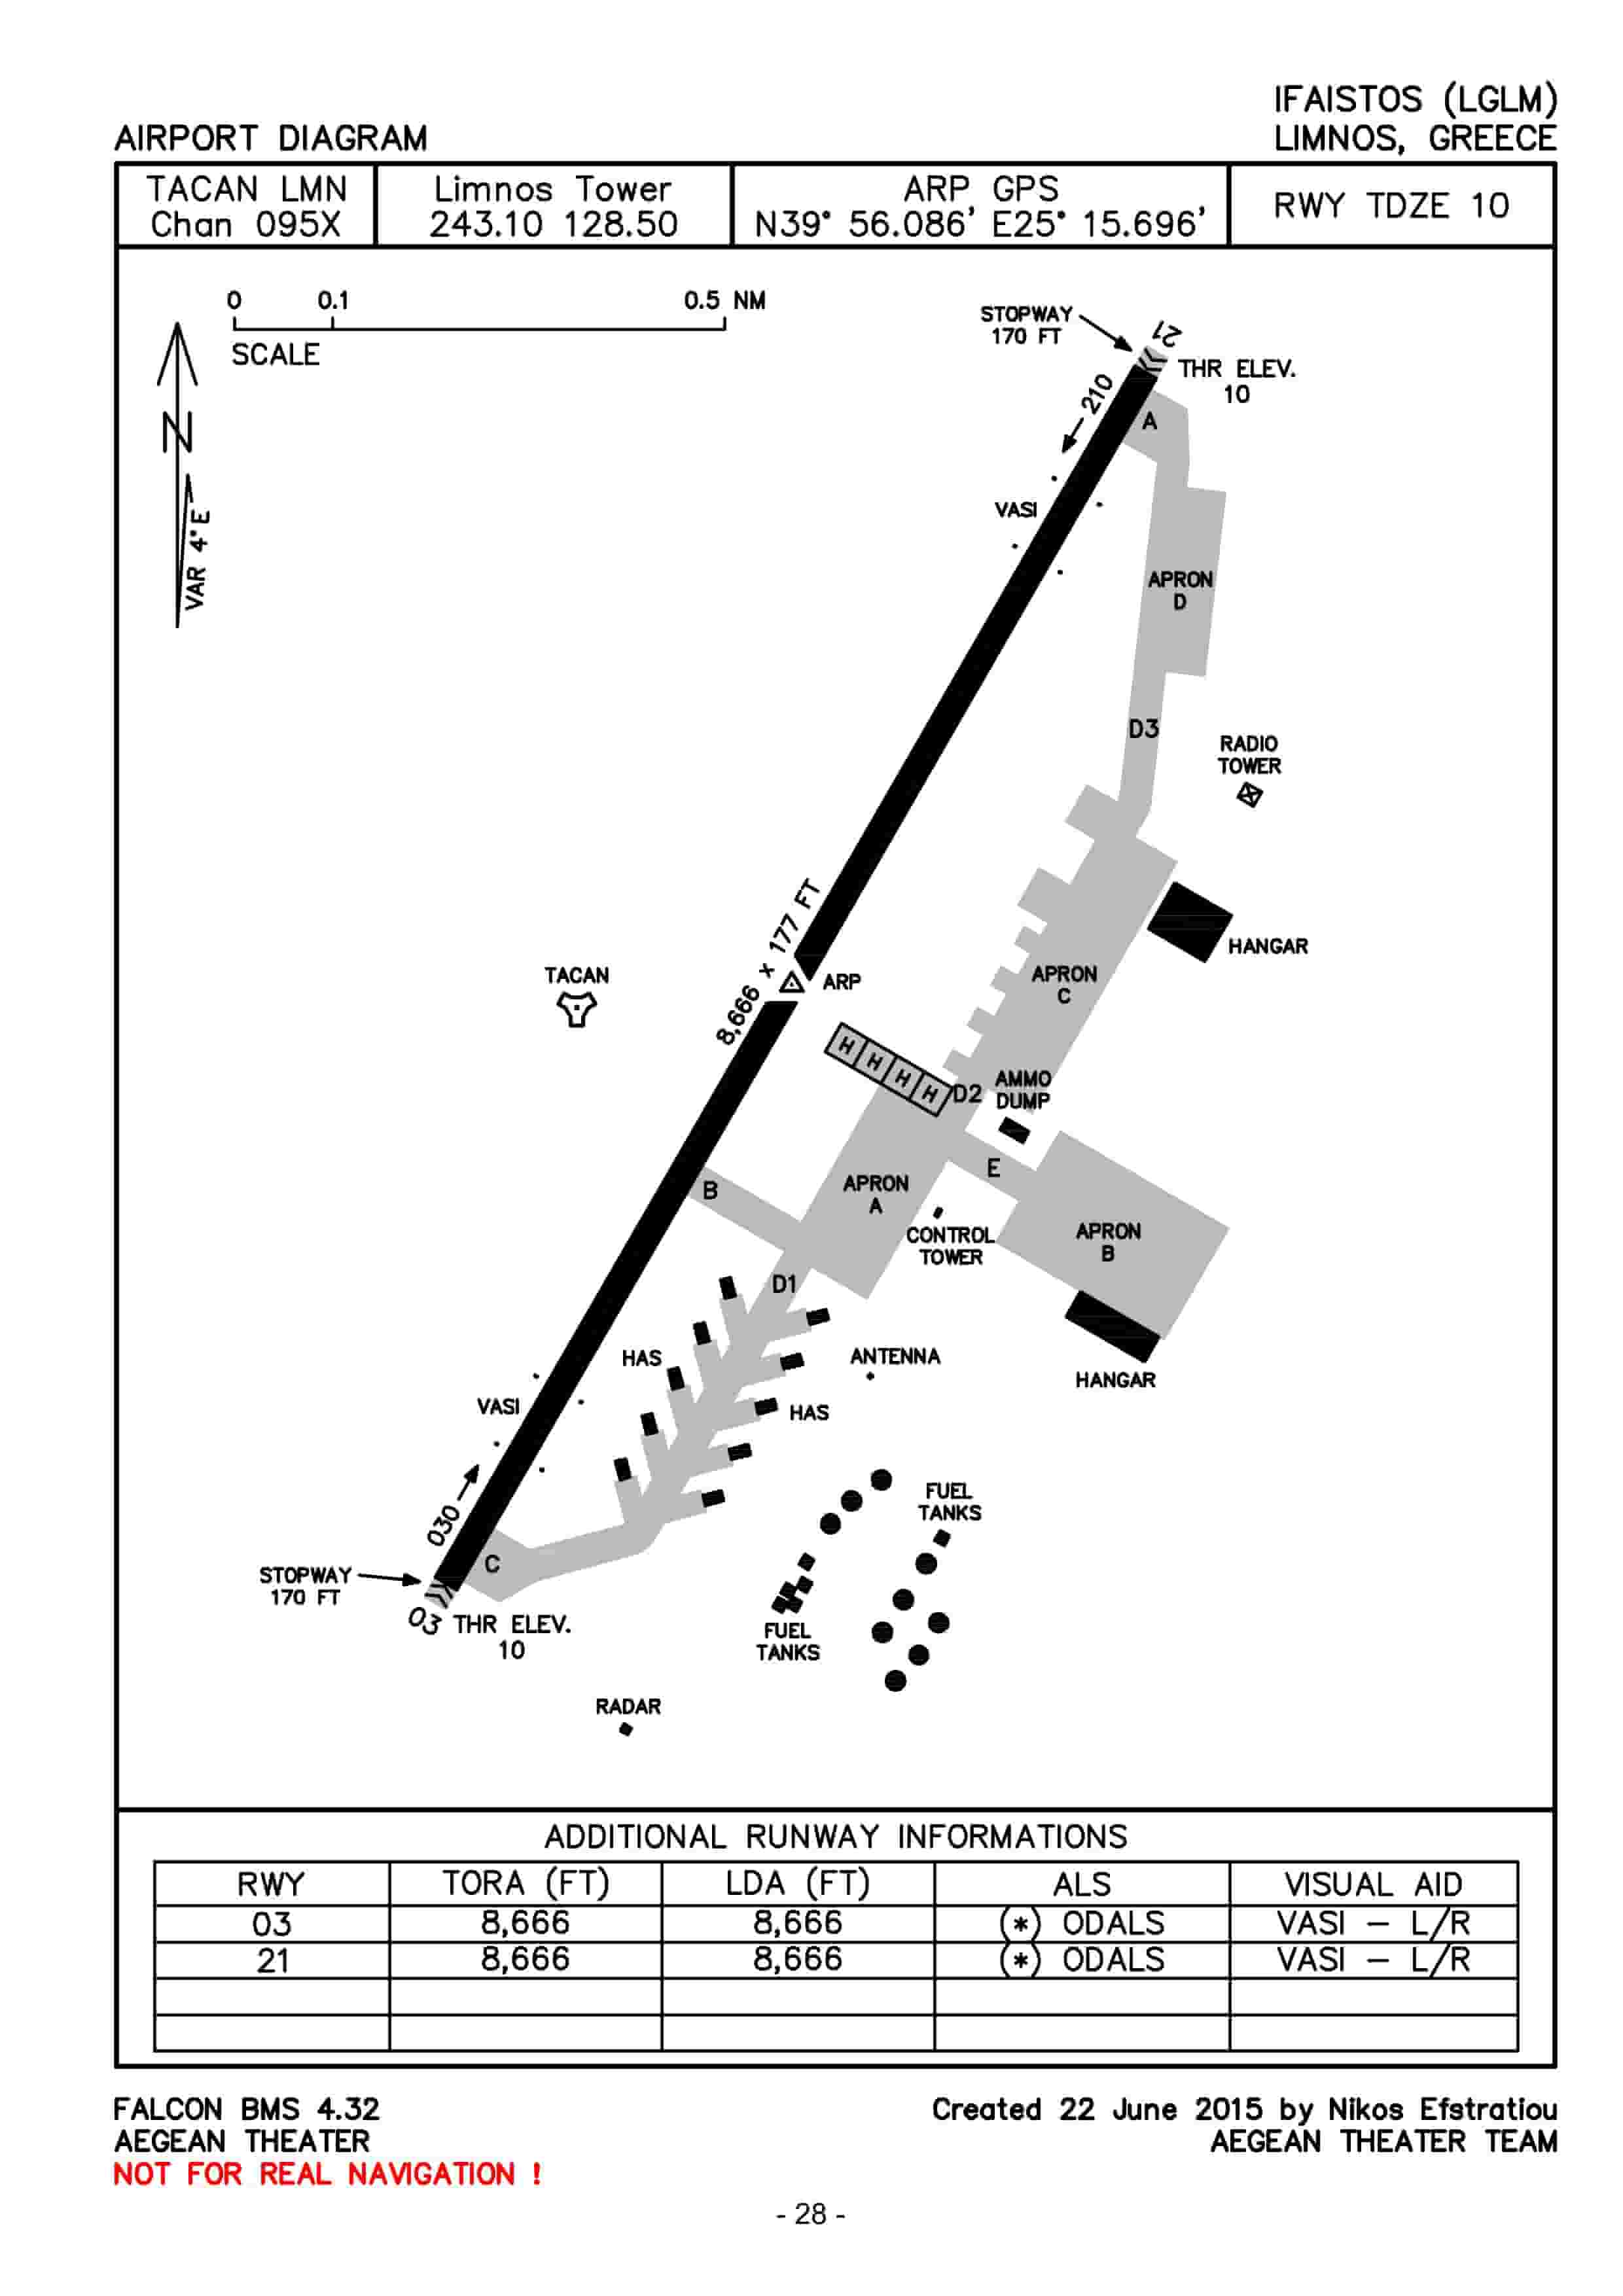 IFAISTOS (LGLM)
AIRPORT DIAGRAM
LIMNOS, GREECE
TACAN LMN
Chan 095X
Limnos Tower
243.10 128.50
ARP GPS
N39° 56.086' E25° 15.696'
RWY TDZE 10
0 0.1 0.5 NM
SCALE
N
VAR 4°E
STOPWAY
170 FT
21
THR ELEV.
10
210
A
VASI
APRON
D
D3
RADIO
TOWER
HANGAR
8,666 x 177 FT
ARP
TACAN
APRON
C
H H H H
D2
AMMO
DUMP
E
B
APRON
A
CONTROL
TOWER
APRON
B
HANGAR
D1
HAS
ANTENNA
HAS
VASI
030
C
STOPWAY
170 FT
03
THR ELEV.
10
FUEL
TANKS
FUEL
TANKS
RADAR
ADDITIONAL RUNWAY INFORMATIONS
RWY TORA (FT) LDA (FT) ALS VISUAL AID
03 8,666 8,666 (*) ODALS VASI – L/R
21 8,666 8,666 (*) ODALS VASI – L/R
FALCON BMS 4.32
Created 22 June 2015 by Nikos Efstratiou
AEGEAN THEATER
AEGEAN THEATER TEAM
NOT FOR REAL NAVIGATION !
- 28 -